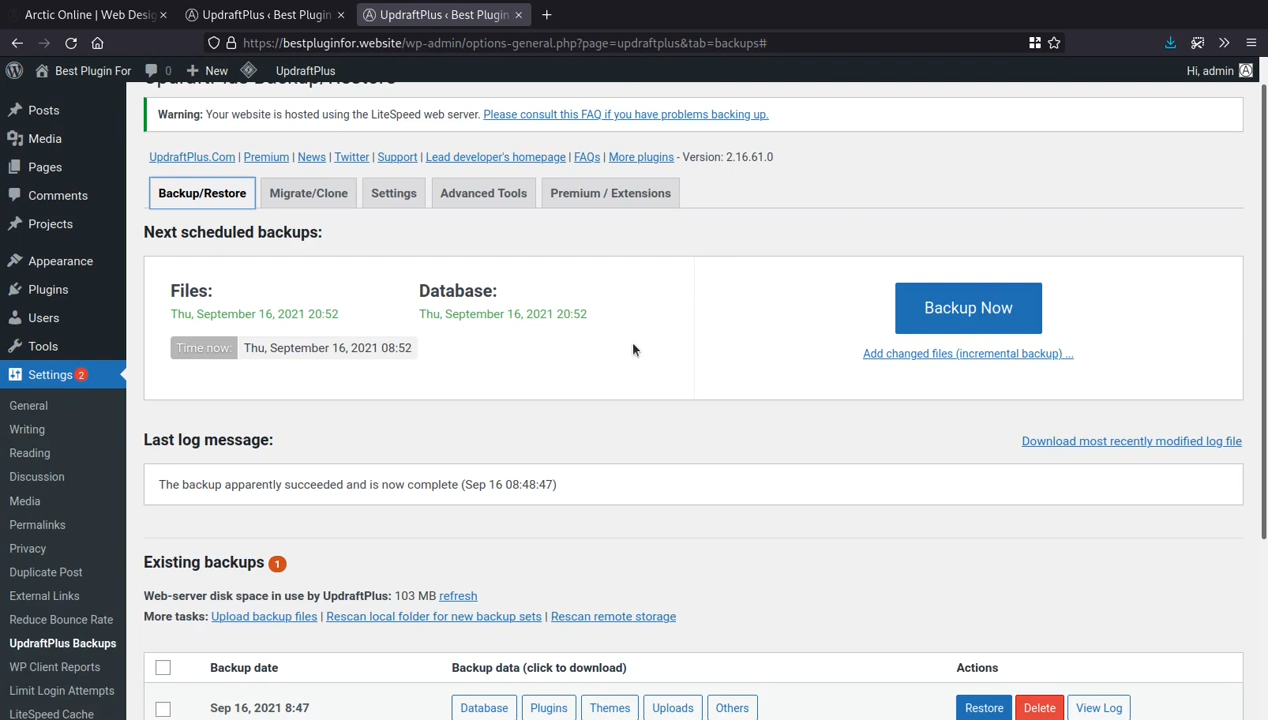 Arctic Online | Web Desig
UpdraftPlus ‹ Best Plugin
UpdraftPlus ‹ Best Plugin
https://bestpluginfor.website/wp-admin/options-general.php?page=updraftplus&tab=backups#
Best Plugin For
0
New
UpdraftPlus
Hi, admin
Posts
Media
Pages
Comments
Projects
Appearance
Plugins
Users
Tools
Settings 2
General
Writing
Reading
Discussion
Media
Permalinks
Privacy
Duplicate Post
External Links
Reduce Bounce Rate
UpdraftPlus Backups
WP Client Reports
Limit Login Attempts
LiteSpeed Cache
UpdraftPlus Backup/Restore
Warning: Your website is hosted using the LiteSpeed web server. Please consult this FAQ if you have problems backing up.
UpdraftPlus.Com | Premium | News | Twitter | Support | Lead developer's homepage | FAQs | More plugins - Version: 2.16.61.0
Backup/Restore
Migrate/Clone
Settings
Advanced Tools
Premium / Extensions
Next scheduled backups:
Files:
Thu, September 16, 2021 20:52
Database:
Thu, September 16, 2021 20:52
Time now: Thu, September 16, 2021 08:52
Backup Now
Add changed files (incremental backup) ...
Last log message:
Download most recently modified log file
The backup apparently succeeded and is now complete (Sep 16 08:48:47)
Existing backups 1
Web-server disk space in use by UpdraftPlus: 103 MB refresh
More tasks: Upload backup files | Rescan local folder for new backup sets | Rescan remote storage
Backup date
Backup data (click to download)
Actions
Sep 16, 2021 8:47
Database
Plugins
Themes
Uploads
Others
Restore
Delete
View Log